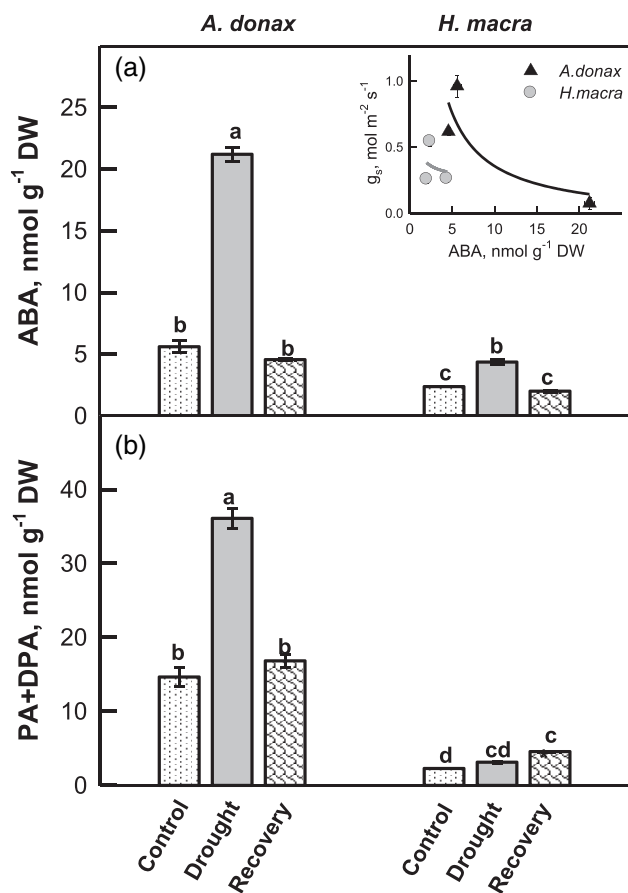 A. donax H. macra
(a)
ABA, nmol g⁻¹ DW
25
20
15
10
5
0
b a b c b c
gₛ, mol m⁻² s⁻¹
1.0
0.5
0.0
0 5 10 15 20
ABA, nmol g⁻¹ DW
A.donax
H.macra
(b)
PA+DPA, nmol g⁻¹ DW
40
30
20
10
0
b a b d cd c
Control Drought Recovery Control Drought Recovery